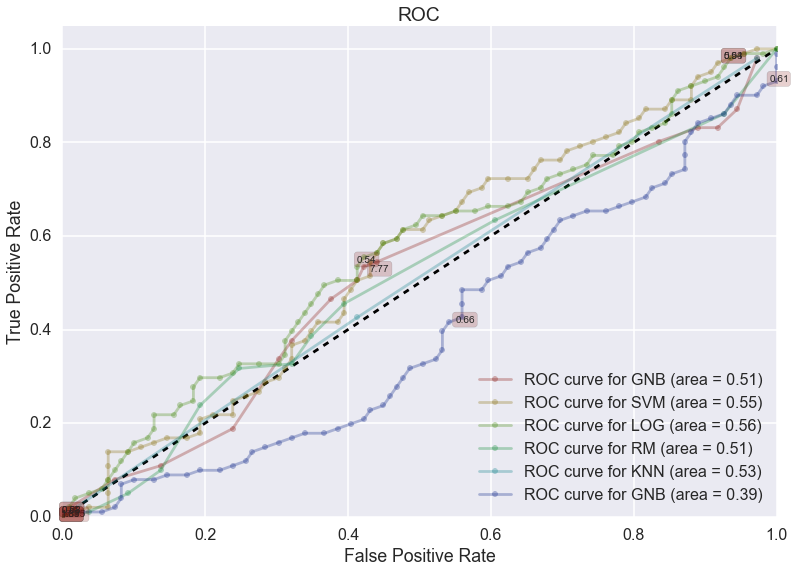 ROC
1.0
0.8
0.6
0.4
0.2
0.0
True Positive Rate
0.61
0.54
7.77
0.66
ROC curve for GNB (area = 0.51)
ROC curve for SVM (area = 0.55)
ROC curve for LOG (area = 0.56)
ROC curve for RM (area = 0.51)
ROC curve for KNN (area = 0.53)
ROC curve for GNB (area = 0.39)
0.0
0.2
0.4
0.6
0.8
1.0
False Positive Rate